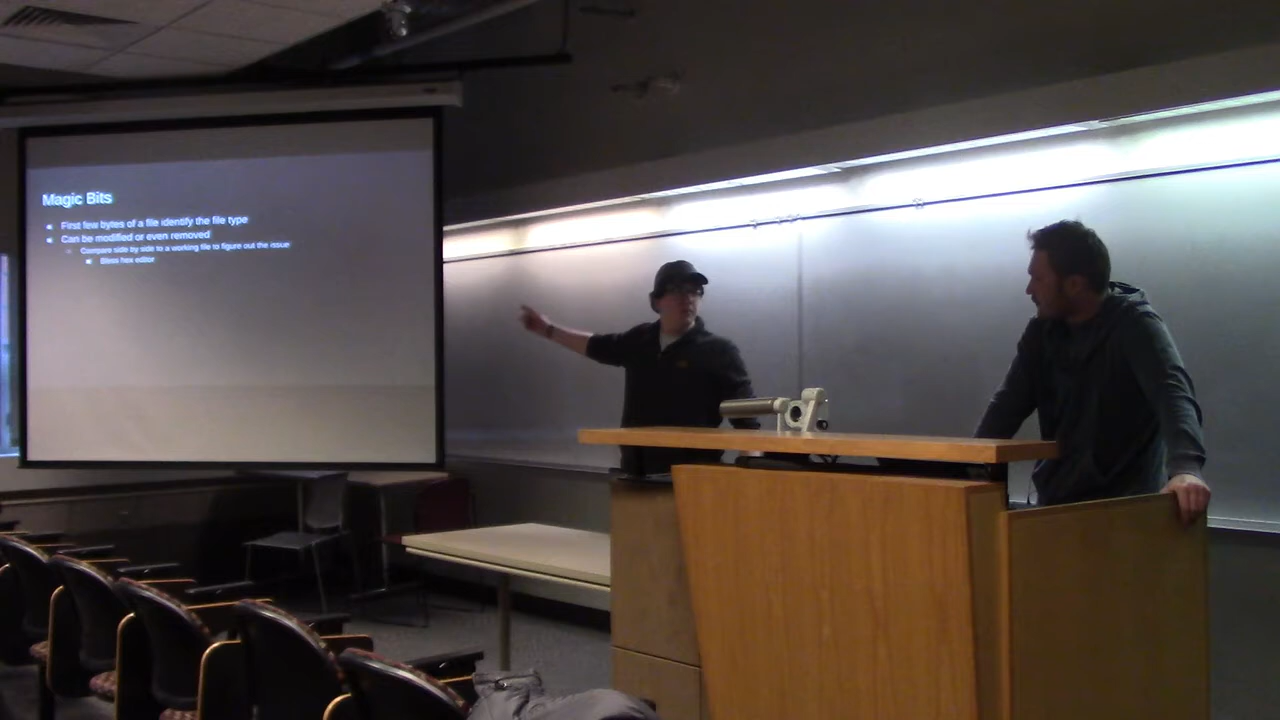 Magic Bits
First few bytes of a file identify the file type
Can be modified or even removed
Compare side by side to a working file to figure out the issue
Bless hex editor